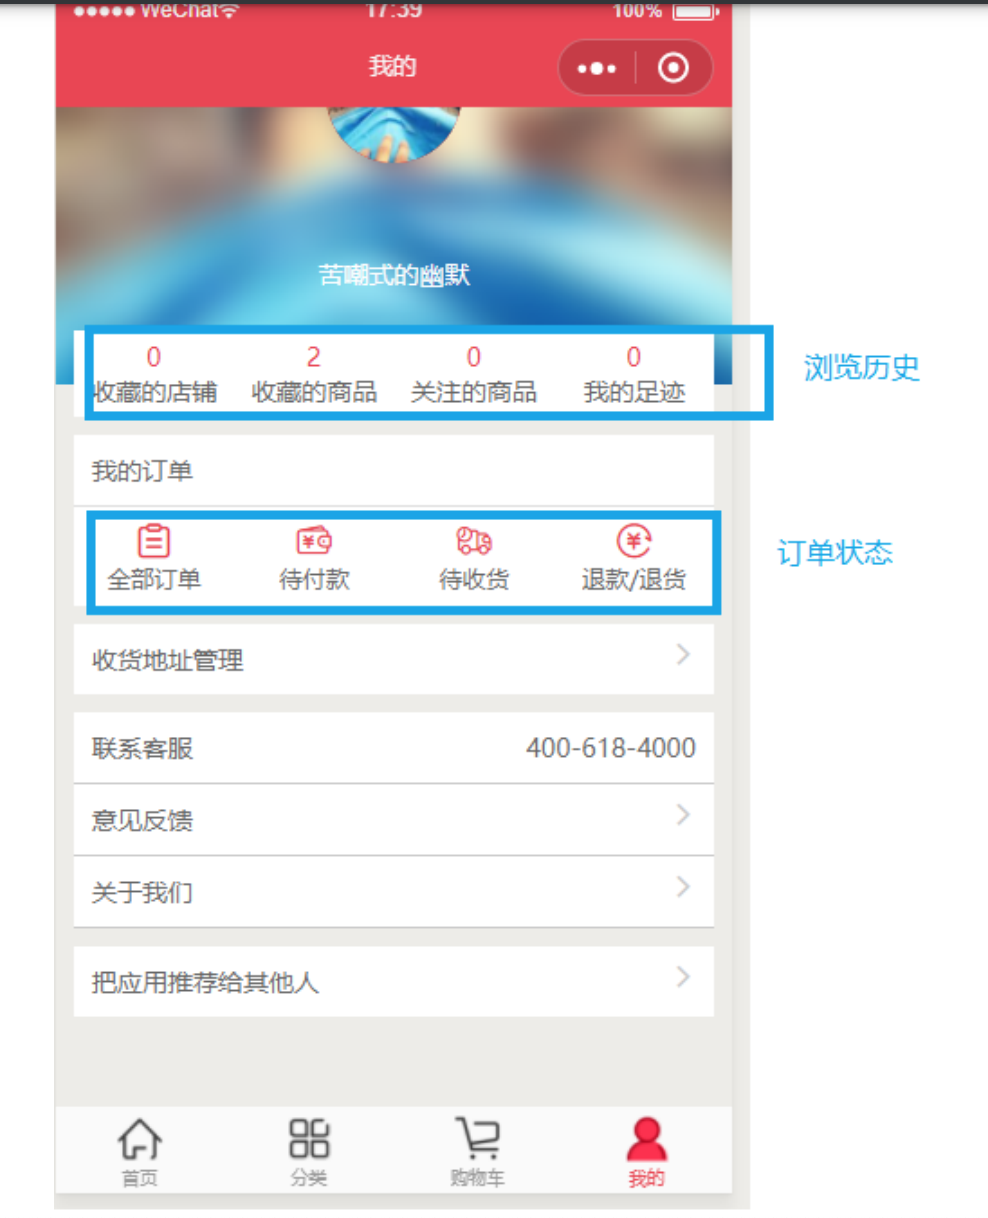 WeChat 17:39 100%
我的
苦嘲式的幽默
0 2 0 0
收藏的店铺 收藏的商品 关注的商品 我的足迹
浏览历史
我的订单
全部订单 待付款 待收货 退款/退货
订单状态
收货地址管理
联系客服 400-618-4000
意见反馈
关于我们
把应用推荐给其他人
首页 分类 购物车 我的